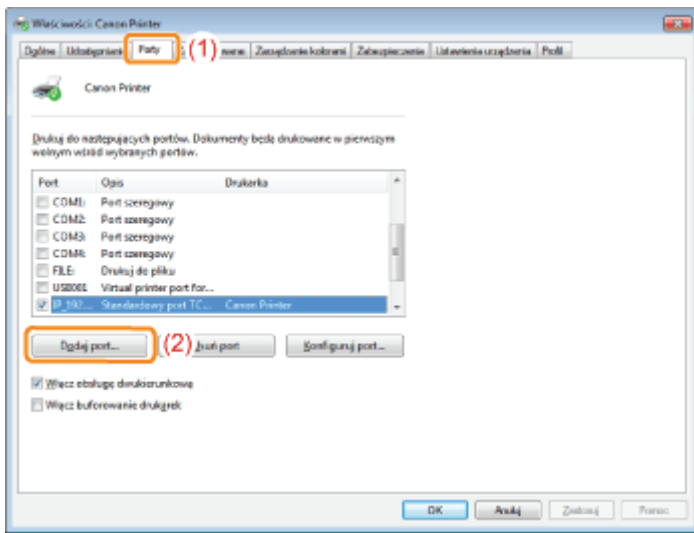 Właściwości: Canon Printer
Ogólne Udostępnianie Porty (1) Zarządzanie kolorami Zabezpieczenia Ustawienia urządzenia Profil
Canon Printer
Drukuj do następujących portów. Dokumenty będą drukowane w pierwszym
wolnym wśród wybranych portów.
Port Opis Drukarka
COM1: Port szeregowy
COM2: Port szeregowy
COM3: Port szeregowy
COM4: Port szeregowy
FILE: Drukuj do pliku
USB001 Virtual printer port for...
IP_192... Standardowy port TC... Canon Printer
Dodaj port... (2) Usuń port Konfiguruj port...
Włącz obsługę dwukierunkową
Włącz buforowanie drukarek
OK Anuluj Zastosuj Pomoc